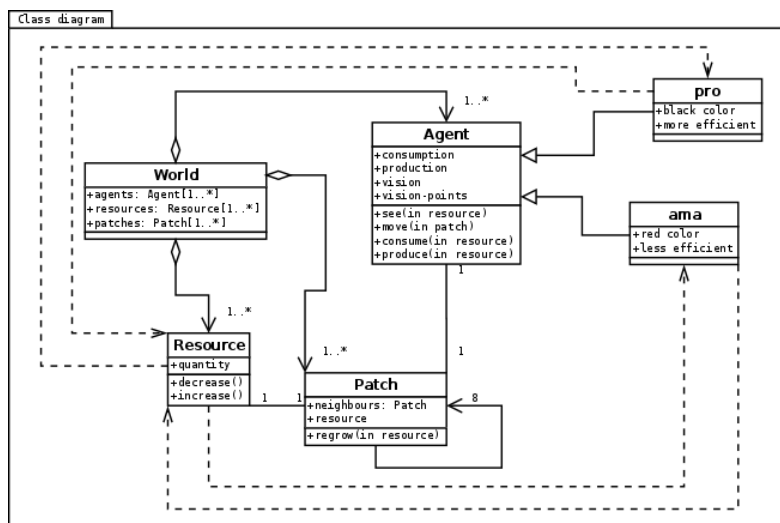 Class diagram
pro
+black color
+more efficient
1..*
Agent
+consumption
+production
+vision
+vision-points
+see(in resource)
+move(in patch)
+consume(in resource)
+produce(in resource)
World
+agents: Agent[1..*]
+resources: Resource[1..*]
+patches: Patch[1..*]
ama
+red color
+less efficient
1
1..*
Resource
+quantity
+decrease()
+increase()
1..*
1
1
1
Patch
+neighbours: Patch
+resource
+regrow(in resource)
8